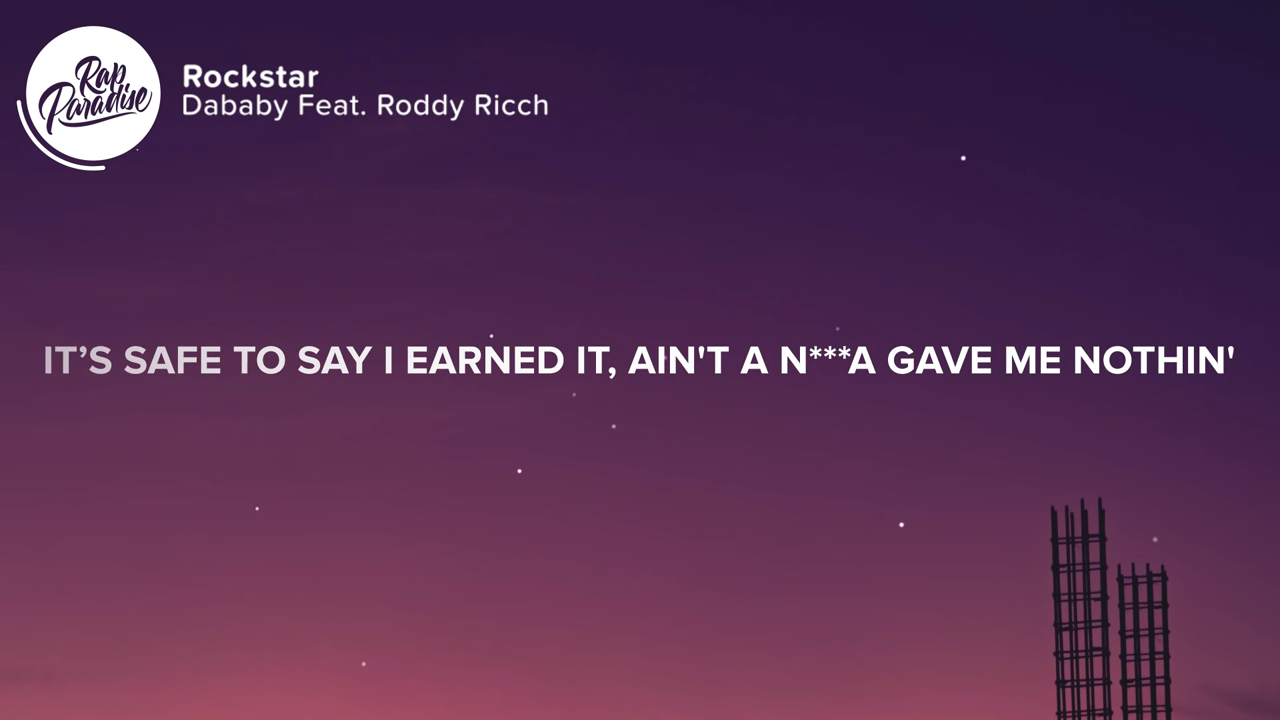 Rap
Paradise
Rockstar
Dababy Feat. Roddy Ricch
IT’S SAFE TO SAY I EARNED IT, AIN'T A N***A GAVE ME NOTHIN'